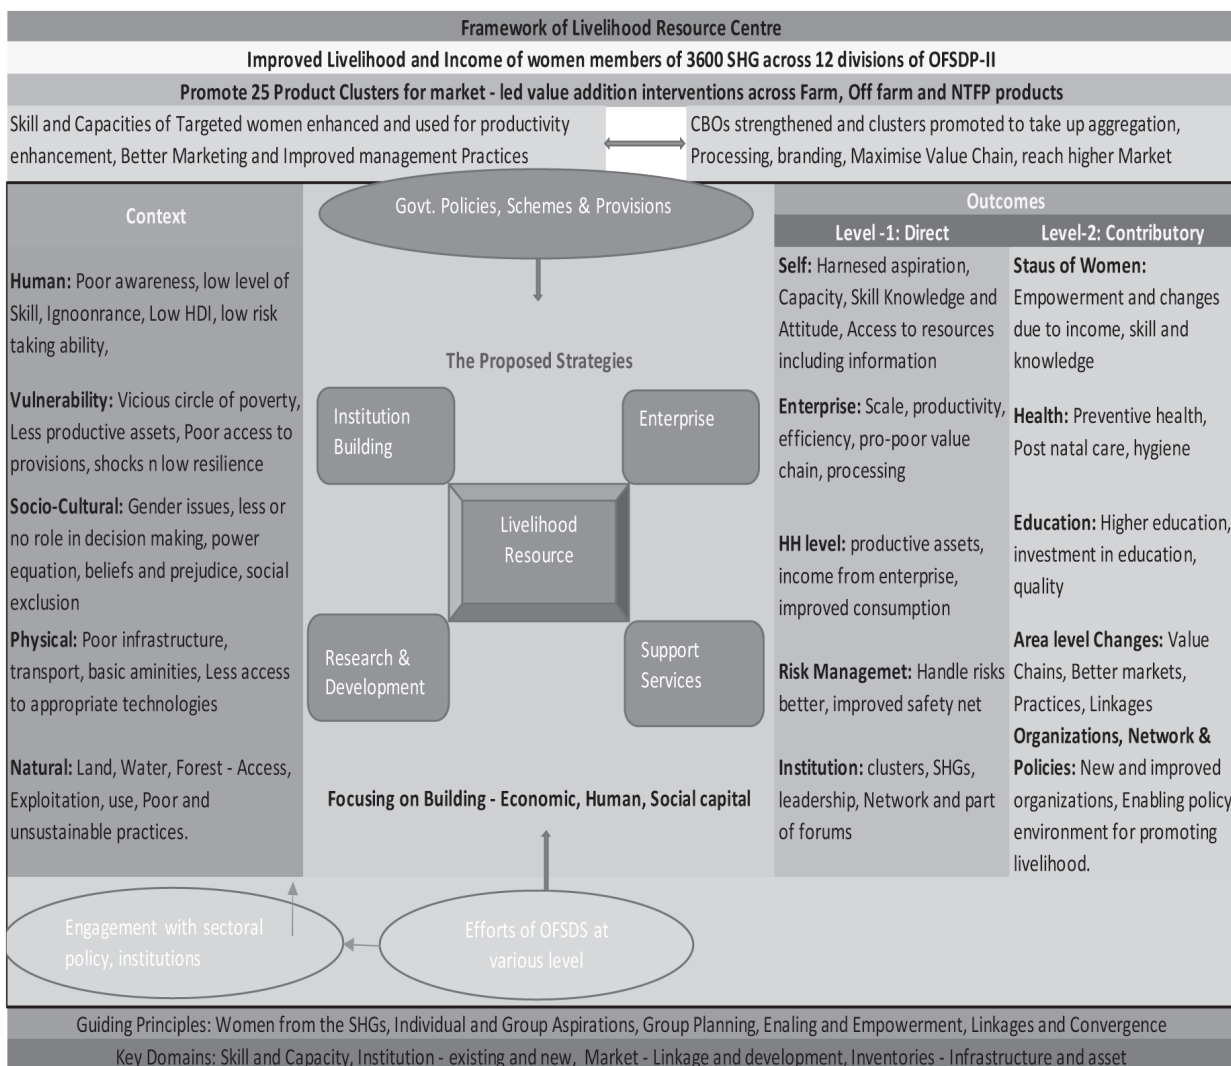 Framework of Livelihood Resource Centre
Improved Livelihood and Income of women members of 3600 SHG across 12 divisions of OFSDP-II
Promote 25 Product Clusters for market - led value addition interventions across Farm, Off farm and NTFP products
Skill and Capacities of Targeted women enhanced and used for productivity
enhancement, Better Marketing and Improved management Practices
CBOs strengthened and clusters promoted to take up aggregation,
Processing, branding, Maximise Value Chain, reach higher Market
Context
Human: Poor awareness, low level of
Skill, Ignoonrance, Low HDI, low risk
taking ability,
Vulnerability: Vicious circle of poverty,
Less productive assets, Poor access to
provisions, shocks n low resilience
Socio-Cultural: Gender issues, less or
no role in decision making, power
equation, beliefs and prejudice, social
exclusion
Physical: Poor infrastructure,
transport, basic aminities, Less access
to appropriate technologies
Natural: Land, Water, Forest - Access,
Exploitation, use, Poor and
unsustainable practices.
Govt. Policies, Schemes & Provisions
The Proposed Strategies
Institution
Building
Enterprise
Livelihood
Resource
Research &
Development
Support
Services
Focusing on Building - Economic, Human, Social capital
Engagement with sectoral
policy, institutions
Efforts of OFSDS at
various level
Outcomes
Level -1: Direct
Self: Harnesed aspiration,
Capacity, Skill Knowledge and
Attitude, Access to resources
including information
Enterprise: Scale, productivity,
efficiency, pro-poor value
chain, processing
HH level: productive assets,
income from enterprise,
improved consumption
Risk Managemet: Handle risks
better, improved safety net
Institution: clusters, SHGs,
leadership, Network and part
of forums
Level-2: Contributory
Staus of Women:
Empowerment and changes
due to income, skill and
knowledge
Health: Preventive health,
Post natal care, hygiene
Education: Higher education,
investment in education,
quality
Area level Changes: Value
Chains, Better markets,
Practices, Linkages
Organizations, Network &
Policies: New and improved
organizations, Enabling policy
environment for promoting
livelihood.
Guiding Principles: Women from the SHGs, Individual and Group Aspirations, Group Planning, Enaling and Empowerment, Linkages and Convergence
Key Domains: Skill and Capacity, Institution - existing and new, Market - Linkage and development, Inventories - Infrastructure and asset